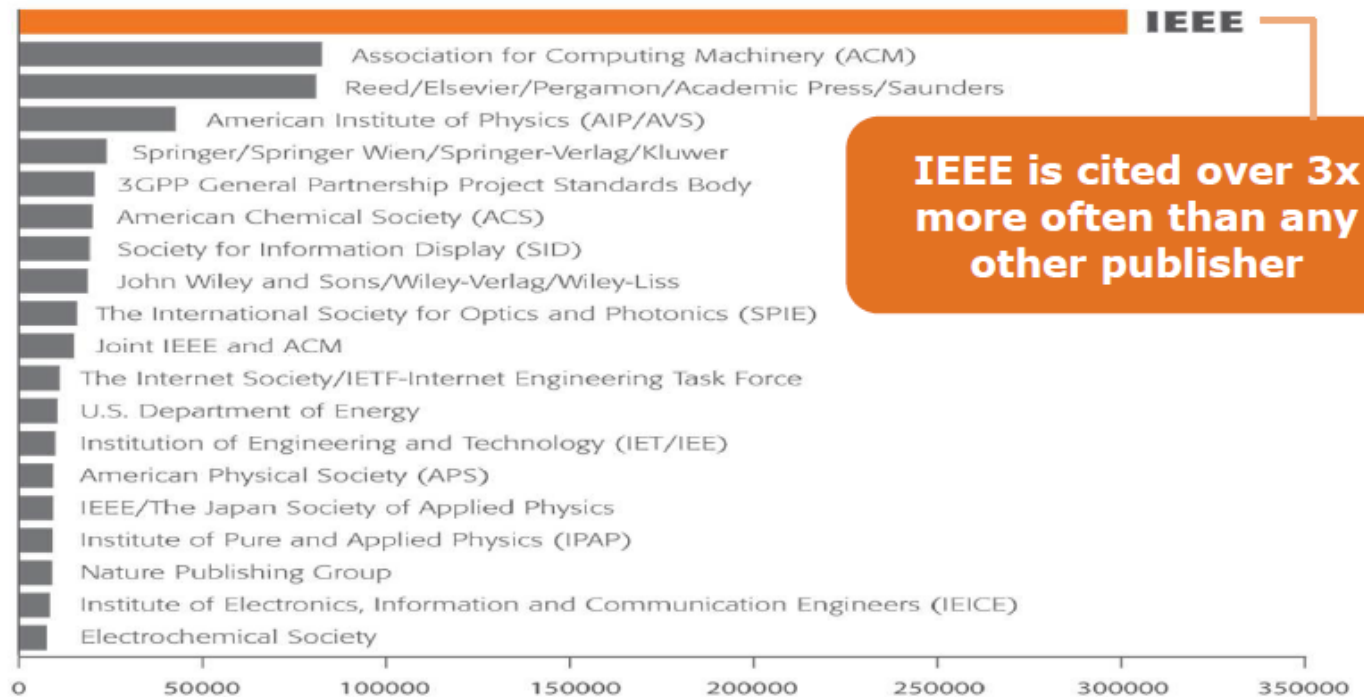 IEEE
Association for Computing Machinery (ACM)
Reed/Elsevier/Pergamon/Academic Press/Saunders
American Institute of Physics (AIP/AVS)
Springer/Springer Wien/Springer-Verlag/Kluwer
3GPP General Partnership Project Standards Body
American Chemical Society (ACS)
Society for Information Display (SID)
John Wiley and Sons/Wiley-Verlag/Wiley-Liss
The International Society for Optics and Photonics (SPIE)
Joint IEEE and ACM
The Internet Society/IETF-Internet Engineering Task Force
U.S. Department of Energy
Institution of Engineering and Technology (IET/IEE)
American Physical Society (APS)
IEEE/The Japan Society of Applied Physics
Institute of Pure and Applied Physics (IPAP)
Nature Publishing Group
Institute of Electronics, Information and Communication Engineers (IEICE)
Electrochemical Society
IEEE is cited over 3x
more often than any
other publisher
0 50000 100000 150000 200000 250000 300000 350000